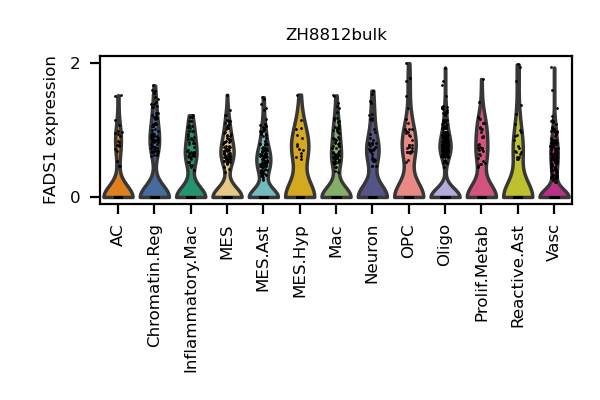 ZH8812bulk
FADS1 expression
2
0
AC
Chromatin.Reg
Inflammatory.Mac
MES
MES.Ast
MES.Hyp
Mac
Neuron
OPC
Oligo
Prolif.Metab
Reactive.Ast
Vasc